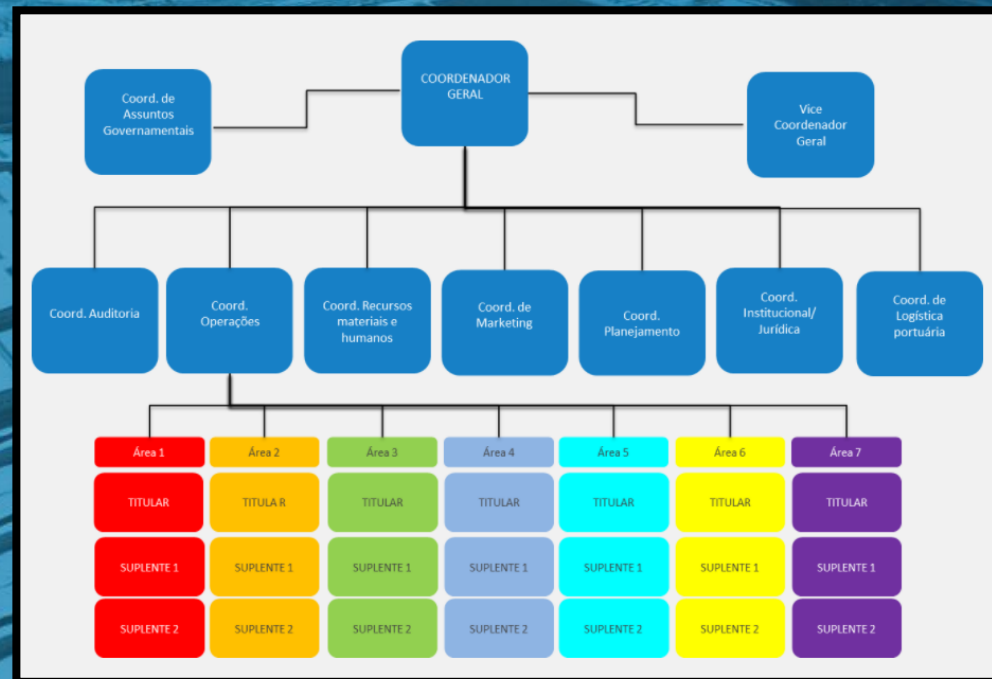 COORDENADOR
GERAL
Coord. de
Assuntos
Governamentais
Vice
Coordenador
Geral
Coord. Auditoria
Coord.
Operações
Coord. Recursos
materiais e
humanos
Coord. de
Marketing
Coord.
Planejamento
Coord.
Institucional/
Jurídica
Coord. de
Logística
portuária
Área 1
Área 2
Área 3
Área 4
Área 5
Área 6
Área 7
TITULAR
TITULA R
TITULAR
TITULAR
TITULAR
TITULAR
TITULAR
SUPLENTE 1
SUPLENTE 1
SUPLENTE 1
SUPLENTE 1
SUPLENTE 1
SUPLENTE 1
SUPLENTE 1
SUPLENTE 2
SUPLENTE 2
SUPLENTE 2
SUPLENTE 2
SUPLENTE 2
SUPLENTE 2
SUPLENTE 2